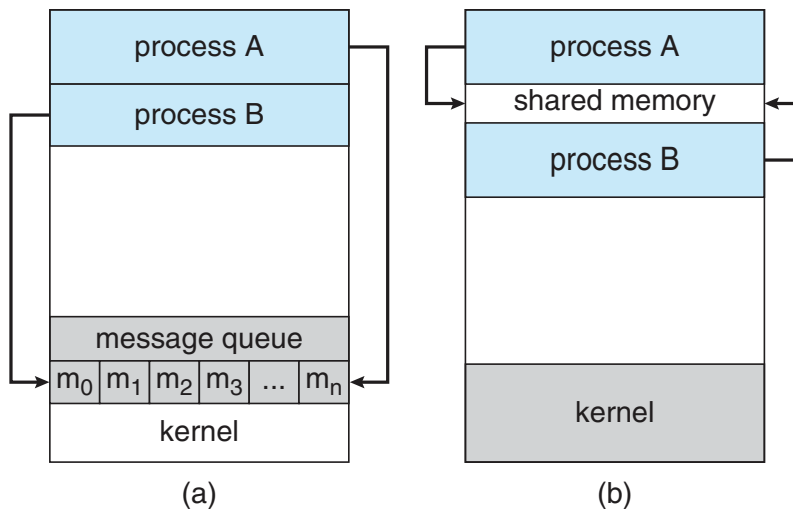 process A
process B
message queue
m0 m1 m2 m3 ... mn
kernel
(a)
process A
shared memory
process B
kernel
(b)